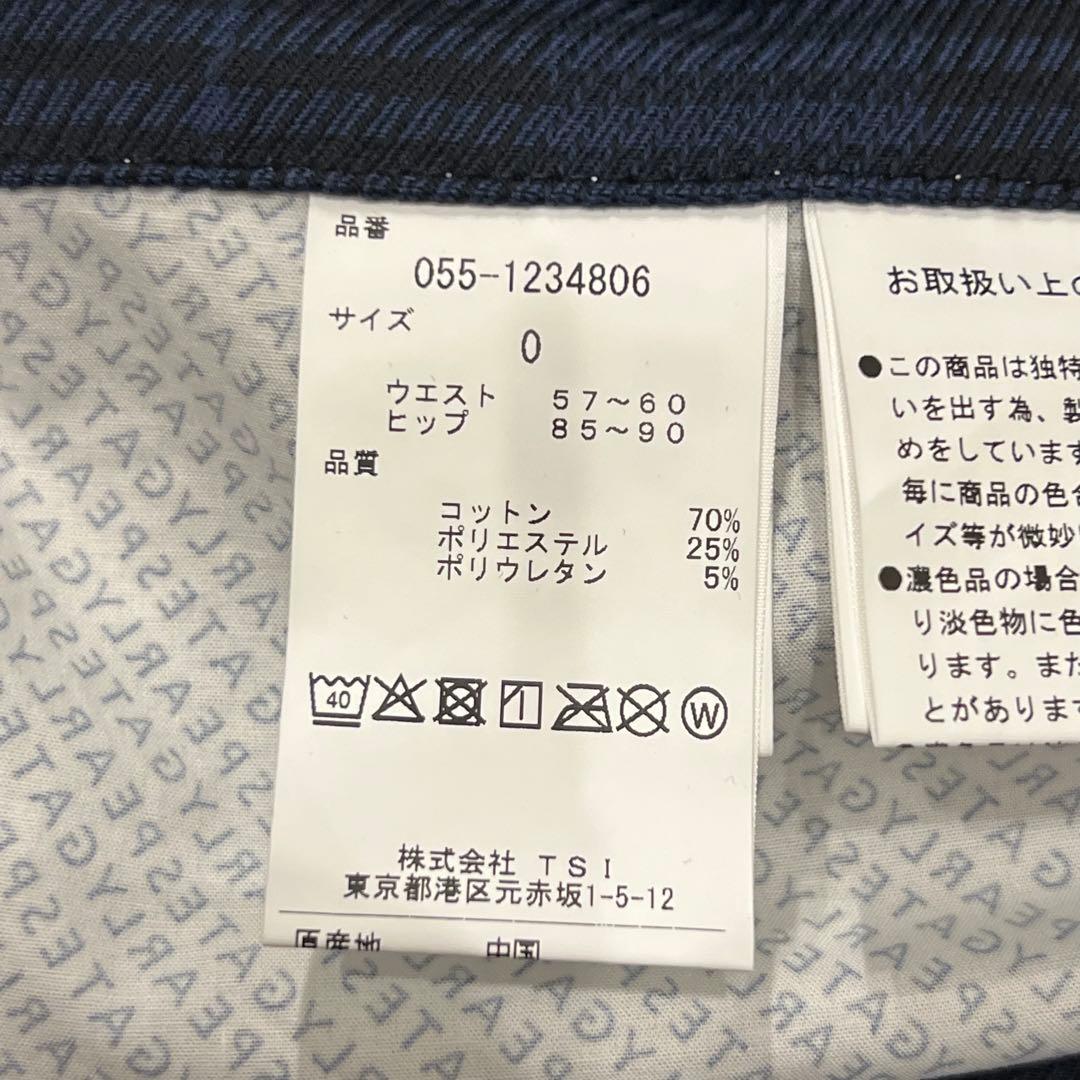 品番
055-1234806
サイズ
0
ウエスト 57～60
ヒップ 85～90
品質
コットン 70%
ポリエステル 25%
ポリウレタン 5%
40
W
株式会社 TSI
東京都港区元赤坂1-5-12
原産地 中国
お取扱い上の
●この商品は独特
いを出す為、製
めをしています
毎に商品の色合
イズ等が微妙
●濃色品の場合
り淡色物に色
ります。また
とがあります